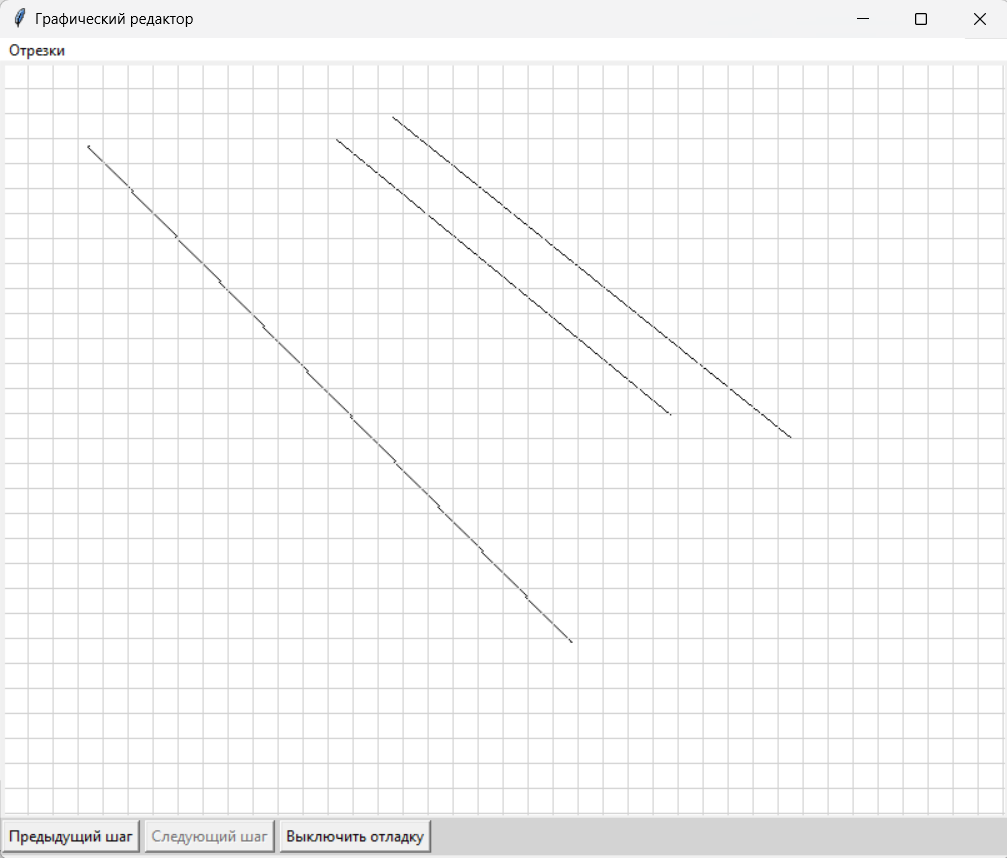 Графический редактор
Отрезки
Предыдущий шаг
Следующий шаг
Выключить отладку